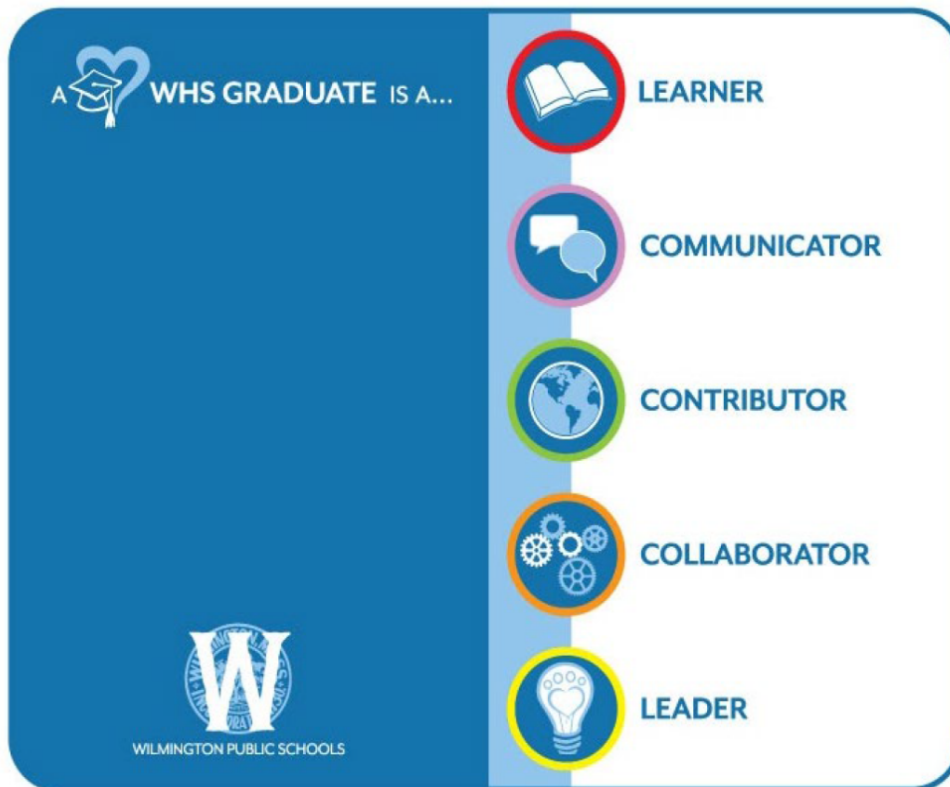 A WHS GRADUATE IS A...
LEARNER
COMMUNICATOR
CONTRIBUTOR
COLLABORATOR
LEADER
W
WILMINGTON PUBLIC SCHOOLS